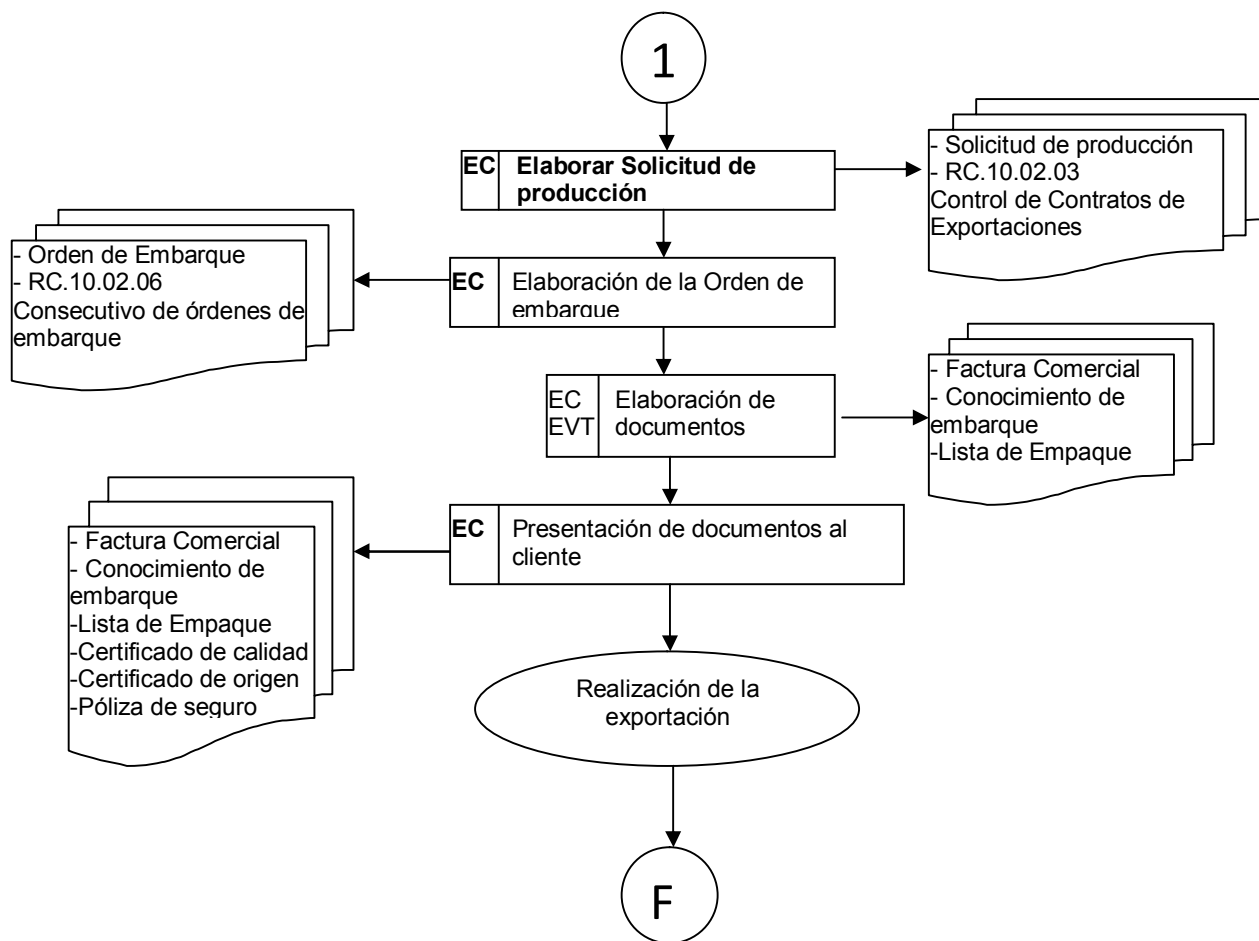 1
EC Elaborar Solicitud de
producción
- Solicitud de producción
- RC.10.02.03
Control de Contratos de
Exportaciones
- Orden de Embarque
- RC.10.02.06
Consecutivo de órdenes de
embarque
EC Elaboración de la Orden de
embarque
EC Elaboración de
EVT documentos
- Factura Comercial
- Conocimiento de
embarque
-Lista de Empaque
EC Presentación de documentos al
cliente
- Factura Comercial
- Conocimiento de
embarque
-Lista de Empaque
-Certificado de calidad
-Certificado de origen
-Póliza de seguro
Realización de la
exportación
F